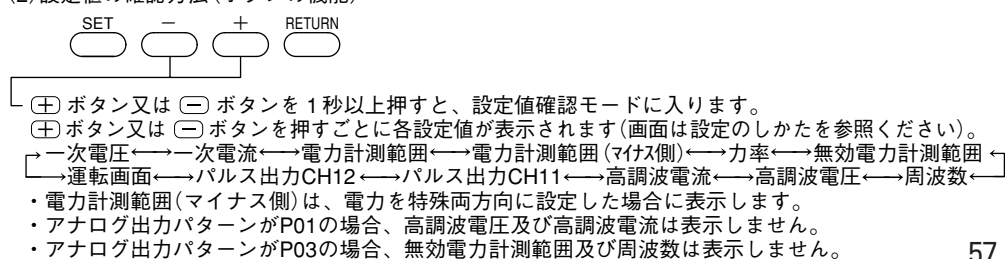 (2)設定値の確認方法(ボタンの機能)
SET − ＋ RETURN
(＋)ボタン又は(－)ボタンを1秒以上押すと、設定値確認モードに入ります。
(＋)ボタン又は(－)ボタンを押すごとに各設定値が表示されます(画面は設定のしかたを参照ください)。
→一次電圧←→一次電流←→電力計測範囲←→電力計測範囲(マイナス側)←→力率←→無効電力計測範囲←
→運転画面←→パルス出力CH12←→パルス出力CH11←→高調波電流←→高調波電圧←→周波数←
・電力計測範囲(マイナス側)は、電力を特殊両方向に設定した場合に表示します。
・アナログ出力パターンがP01の場合、高調波電圧及び高調波電流は表示しません。
・アナログ出力パターンがP03の場合、無効電力計測範囲及び周波数は表示しません。
57